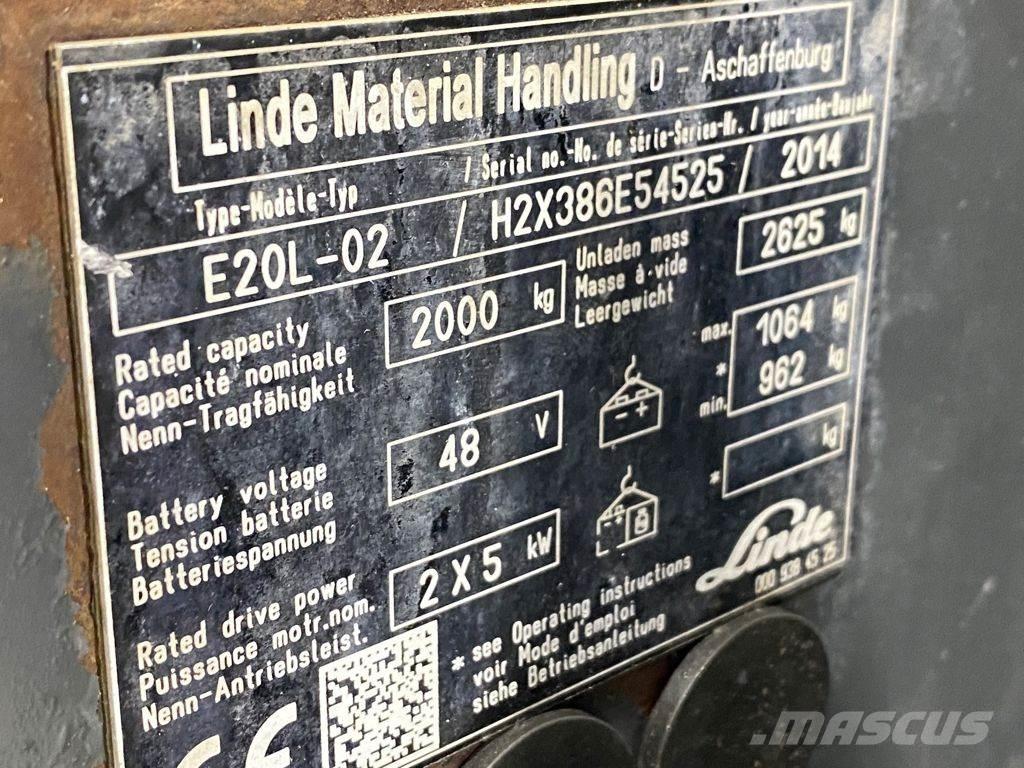 Linde Material Handling D - Aschaffenburg
Type-Modèle-Typ / Serial no.-No. de série-Serien-Nr. / year-année-Baujahr
E20L-02 / H2X386E54525 / 2014
Rated capacity
Capacité nominale
Nenn-Tragfähigkeit
2000 kg
Unladen mass
Masse à vide
Leergewicht
2625 kg
Battery voltage
Tension batterie
Batteriespannung
48 V
- +
max. 1064 kg
*
min. 962 kg
* kg
Rated drive power
Puissance motr.nom.
Nenn-Antriebsleist.
2 X 5 kW
* see Operating instructions
voir Mode d'emploi
siehe Betriebsanleitung
Linde
000 938 45 25
CE
MASCUS